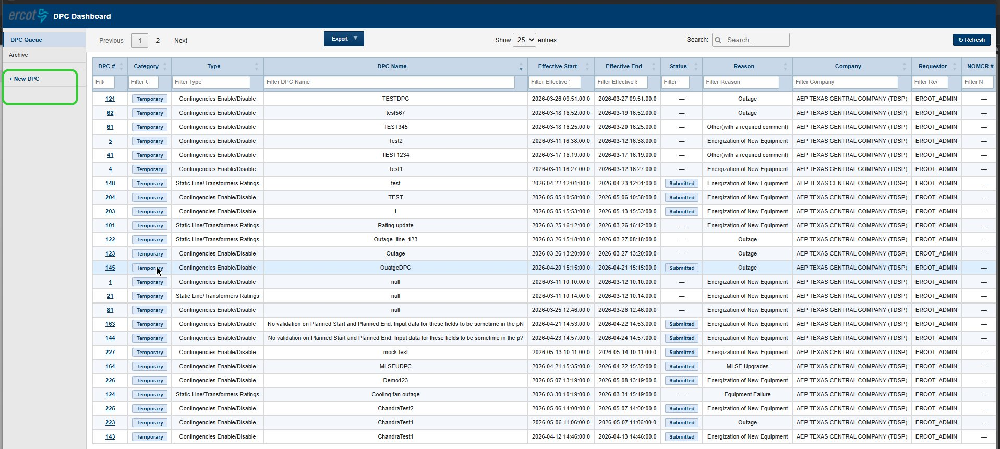 ercot DPC Dashboard
DPC Queue
Archive
+ New DPC
Previous 1 2 Next Export Show 25 entries Search: Search... ↻ Refresh
DPC # Category Type DPC Name Effective Start Effective End Status Reason Company Requestor NOMCR #
Filt Filter C Filter Type Filter DPC Name Filter Effective S Filter Effective E Filter Filter Reason Filter Company Filter Rec Filter N
121 Temporary Contingencies Enable/Disable TESTDPC 2026-03-26 09:51:00.0 2026-03-27 09:51:00.0 — Outage AEP TEXAS CENTRAL COMPANY (TDSP) ERCOT_ADMIN —
62 Temporary Contingencies Enable/Disable test567 2026-03-18 16:52:00.0 2026-03-19 16:52:00.0 — Outage AEP TEXAS CENTRAL COMPANY (TDSP) ERCOT_ADMIN —
61 Temporary Contingencies Enable/Disable TEST345 2026-03-18 16:25:00.0 2026-03-20 16:25:00.0 — Other(with a required comment) AEP TEXAS CENTRAL COMPANY (TDSP) ERCOT_ADMIN —
5 Temporary Contingencies Enable/Disable Test2 2026-03-11 16:38:00.0 2026-03-12 16:38:00.0 — Energization of New Equipment AEP TEXAS CENTRAL COMPANY (TDSP) ERCOT_ADMIN —
41 Temporary Contingencies Enable/Disable TEST1234 2026-03-17 16:19:00.0 2026-03-17 16:19:00.0 — Other(with a required comment) AEP TEXAS CENTRAL COMPANY (TDSP) ERCOT_ADMIN —
4 Temporary Contingencies Enable/Disable Test1 2026-03-11 16:27:00.0 2026-03-12 16:27:00.0 — Energization of New Equipment AEP TEXAS CENTRAL COMPANY (TDSP) ERCOT_ADMIN —
148 Temporary Static Line/Transformers Ratings test 2026-04-22 12:01:00.0 2026-04-23 12:01:00.0 Submitted Energization of New Equipment AEP TEXAS CENTRAL COMPANY (TDSP) ERCOT_ADMIN —
204 Temporary Contingencies Enable/Disable TEST 2026-05-05 10:58:00.0 2026-05-06 10:58:00.0 Submitted Energization of New Equipment AEP TEXAS CENTRAL COMPANY (TDSP) ERCOT_ADMIN —
203 Temporary Contingencies Enable/Disable t 2026-05-05 15:53:00.0 2026-05-13 15:53:00.0 Submitted Energization of New Equipment AEP TEXAS CENTRAL COMPANY (TDSP) ERCOT_ADMIN —
101 Temporary Static Line/Transformers Ratings Rating update 2026-03-25 16:12:00.0 2026-03-26 16:12:00.0 — Energization of New Equipment AEP TEXAS CENTRAL COMPANY (TDSP) ERCOT_ADMIN —
122 Temporary Static Line/Transformers Ratings Outage_line_123 2026-03-26 15:18:00.0 2026-03-27 08:18:00.0 — Outage AEP TEXAS CENTRAL COMPANY (TDSP) ERCOT_ADMIN —
123 Temporary Contingencies Enable/Disable Outage 2026-03-26 13:20:00.0 2026-03-27 13:20:00.0 — Outage AEP TEXAS CENTRAL COMPANY (TDSP) ERCOT_ADMIN —
145 Temporary Contingencies Enable/Disable OuatgeDPC 2026-04-20 15:15:00.0 2026-04-21 15:15:00.0 Submitted Outage AEP TEXAS CENTRAL COMPANY (TDSP) ERCOT_ADMIN —
1 Temporary Contingencies Enable/Disable null 2026-03-11 10:10:00.0 2026-03-12 10:10:00.0 — Energization of New Equipment AEP TEXAS CENTRAL COMPANY (TDSP) ERCOT_ADMIN —
21 Temporary Static Line/Transformers Ratings null 2026-03-11 10:14:00.0 2026-03-12 10:14:00.0 — Energization of New Equipment AEP TEXAS CENTRAL COMPANY (TDSP) ERCOT_ADMIN —
81 Temporary Contingencies Enable/Disable null 2026-03-25 12:46:00.0 2026-03-26 12:46:00.0 — Energization of New Equipment AEP TEXAS CENTRAL COMPANY (TDSP) ERCOT_ADMIN —
163 Temporary Contingencies Enable/Disable No validation on Planned Start and Planned End. Input data for these fields to be sometime in the pN 2026-04-21 14:53:00.0 2026-04-22 14:53:00.0 Submitted Energization of New Equipment AEP TEXAS CENTRAL COMPANY (TDSP) ERCOT_ADMIN —
144 Temporary Contingencies Enable/Disable No validation on Planned Start and Planned End. Input data for these fields to be sometime in the p? 2026-04-23 14:57:00.0 2026-04-24 14:57:00.0 Submitted Energization of New Equipment AEP TEXAS CENTRAL COMPANY (TDSP) ERCOT_ADMIN —
227 Temporary Contingencies Enable/Disable mock test 2026-05-13 10:11:00.0 2026-05-14 10:11:00.0 Submitted Energization of New Equipment AEP TEXAS CENTRAL COMPANY (TDSP) ERCOT_ADMIN —
164 Temporary Contingencies Enable/Disable MLSEUDPC 2026-04-21 15:35:00.0 2026-04-22 15:35:00.0 Submitted MLSE Upgrades AEP TEXAS CENTRAL COMPANY (TDSP) ERCOT_ADMIN —
226 Temporary Contingencies Enable/Disable Demo123 2026-05-07 13:19:00.0 2026-05-08 13:19:00.0 Submitted Energization of New Equipment AEP TEXAS CENTRAL COMPANY (TDSP) ERCOT_ADMIN —
124 Temporary Static Line/Transformers Ratings Cooling fan outage 2026-03-30 10:19:00.0 2026-03-31 15:19:00.0 — Equipment Failure AEP TEXAS CENTRAL COMPANY (TDSP) ERCOT_ADMIN —
225 Temporary Contingencies Enable/Disable ChandraTest2 2026-05-06 14:00:00.0 2026-05-07 14:00:00.0 Submitted Energization of New Equipment AEP TEXAS CENTRAL COMPANY (TDSP) ERCOT_ADMIN —
223 Temporary Contingencies Enable/Disable ChandraTest1 2026-05-06 11:06:00.0 2026-05-07 11:06:00.0 Submitted Outage AEP TEXAS CENTRAL COMPANY (TDSP) ERCOT_ADMIN —
143 Temporary Contingencies Enable/Disable ChandraTest1 2026-04-12 14:46:00.0 2026-04-13 14:46:00.0 Submitted Energization of New Equipment AEP TEXAS CENTRAL COMPANY (TDSP) ERCOT_ADMIN —